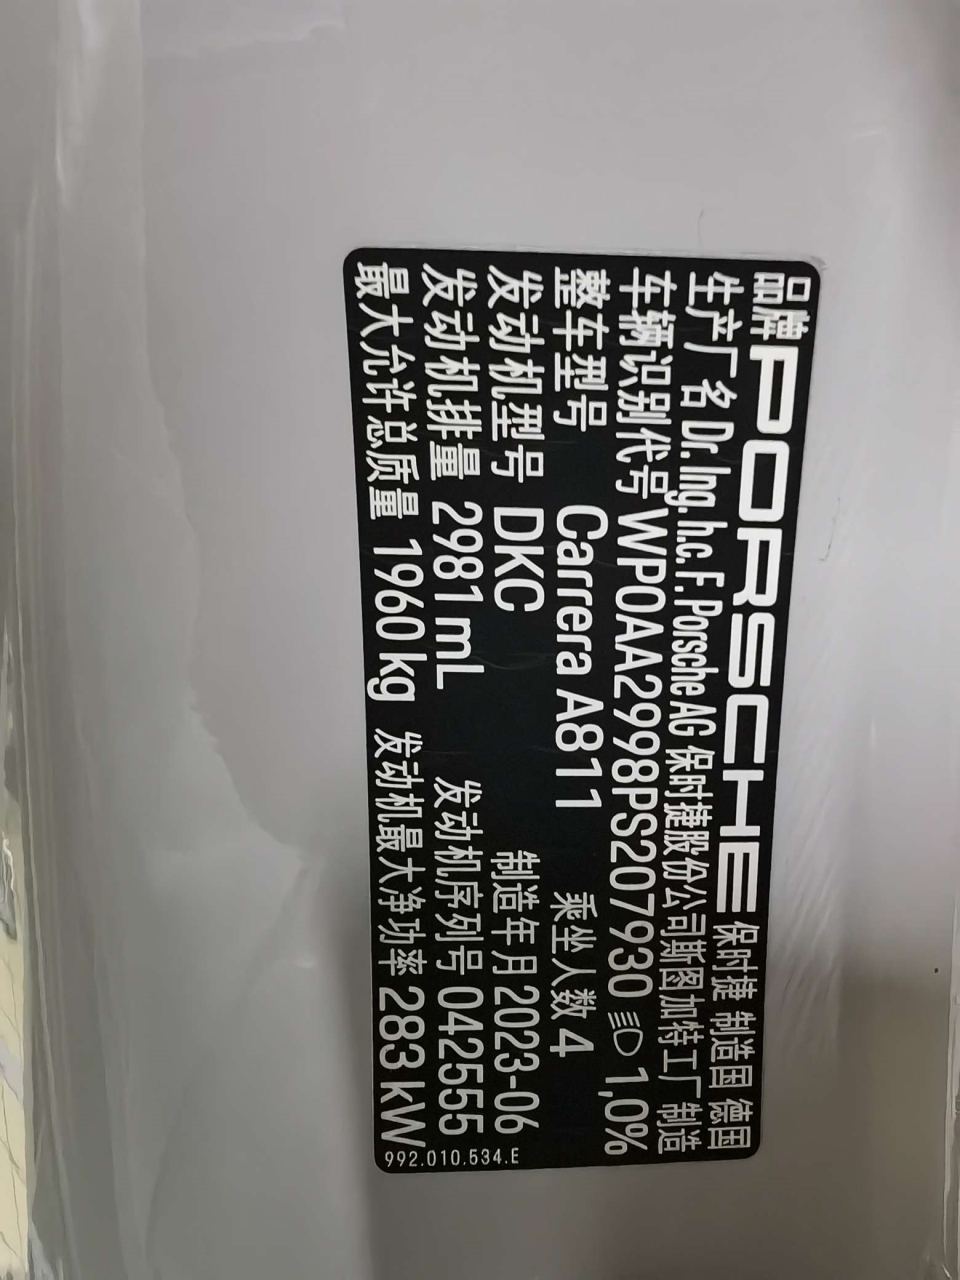 品牌 PORSCHE 保时捷 制造国 德国
生产厂名 Dr. Ing. h.c. F. Porsche AG 保时捷股份公司斯图加特工厂制造
车辆识别代号 WP0AA2998PS207930 1,0%
整车型号 Carrera A811 乘坐人数 4
发动机型号 DKC 制造年月 2023-06
发动机排量 2981 mL 发动机序列号 042555
最大允许总质量 1960 kg 发动机最大净功率 283 kW
992.010.534.E